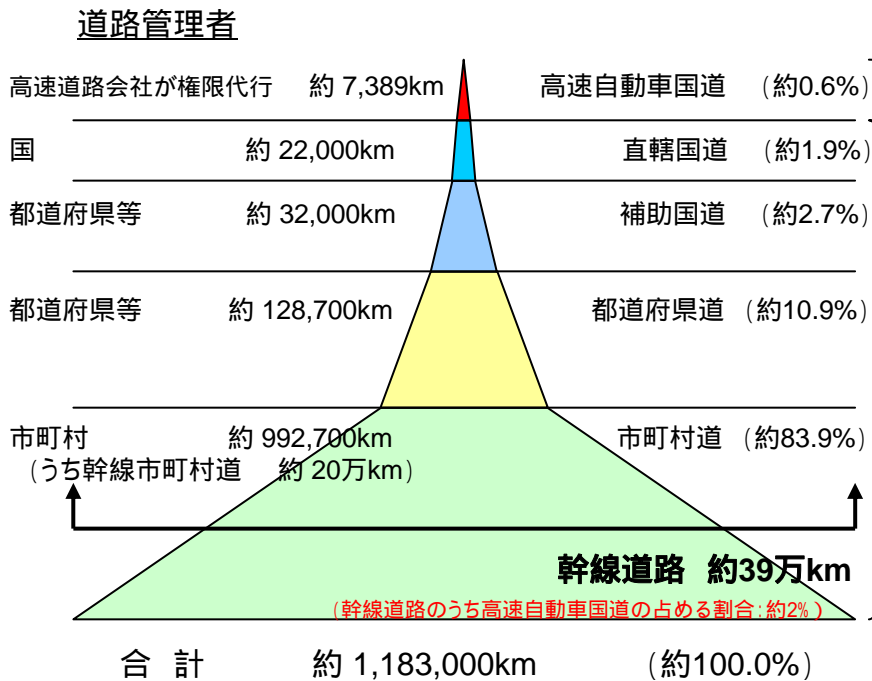 道路管理者
高速道路会社が権限代行 約 7,389km 高速自動車国道 (約0.6%)
国 約 22,000km 直轄国道 (約1.9%)
都道府県等 約 32,000km 補助国道 (約2.7%)
都道府県等 約 128,700km 都道府県道 (約10.9%)
市町村 約 992,700km 市町村道 (約83.9%)
(うち幹線市町村道 約 20万km)
幹線道路 約39万km
(幹線道路のうち高速自動車国道の占める割合:約2%)
合 計 約 1,183,000km (約100.0%)